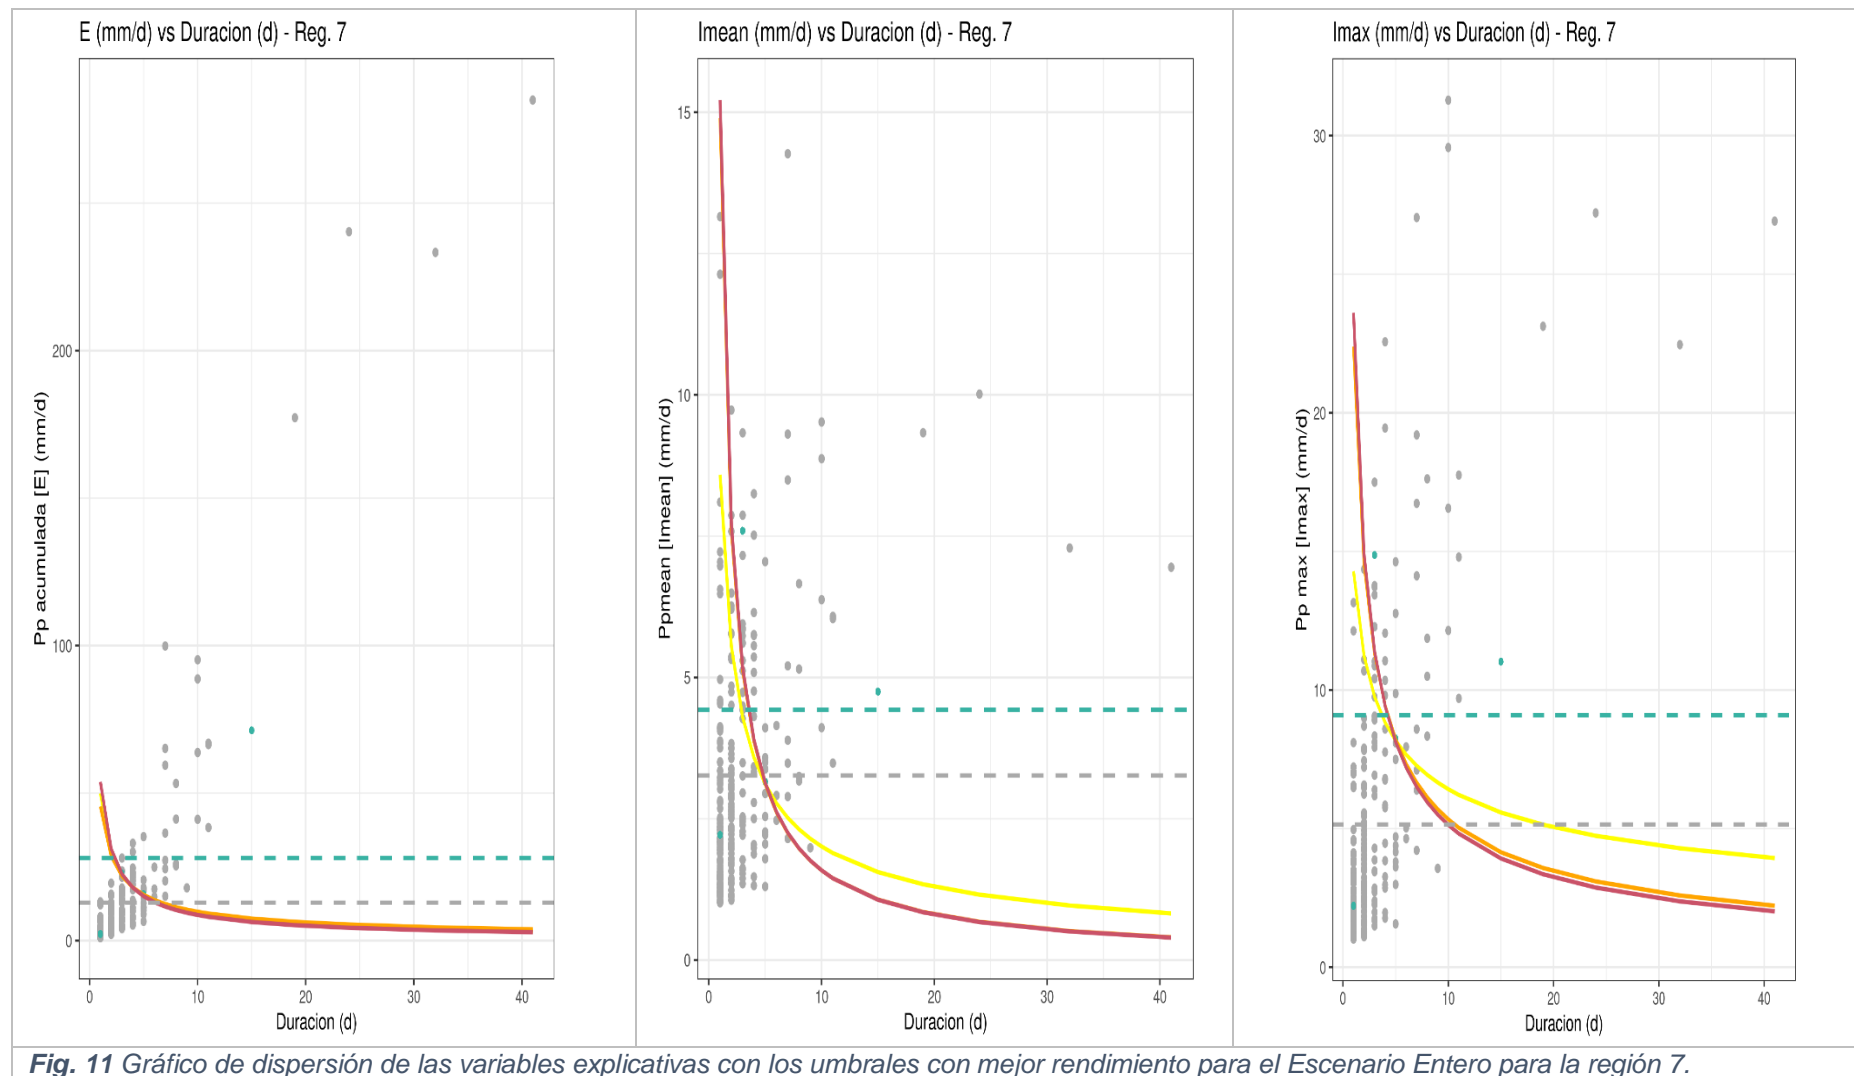 E (mm/d) vs Duracion (d) - Reg. 7
Pp acumulada [E] (mm/d)
200
100
0
0 10 20 30 40
Duracion (d)
Imean (mm/d) vs Duracion (d) - Reg. 7
Ppmean [Imean] (mm/d)
15
10
5
0
0 10 20 30 40
Duracion (d)
Imax (mm/d) vs Duracion (d) - Reg. 7
Pp max [Imax] (mm/d)
30
20
10
0
0 10 20 30 40
Duracion (d)
Fig. 11 Gráfico de dispersión de las variables explicativas con los umbrales con mejor rendimiento para el Escenario Entero para la región 7.